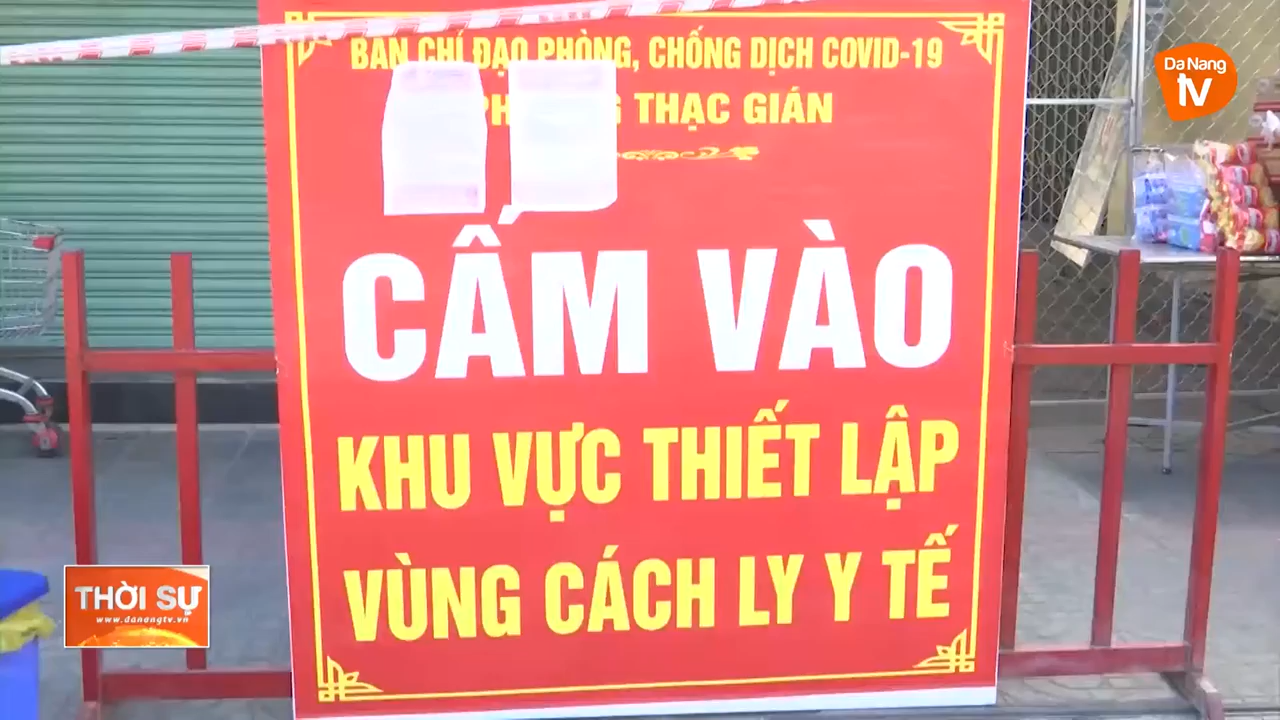 BAN CHỈ ĐẠO PHÒNG, CHỐNG DỊCH COVID-19
THẠC GIÁN
CẤM VÀO
KHU VỰC THIẾT LẬP
VÙNG CÁCH LY Y TẾ
Da Nang
tv
THỜI SỰ
www.danangtv.vn